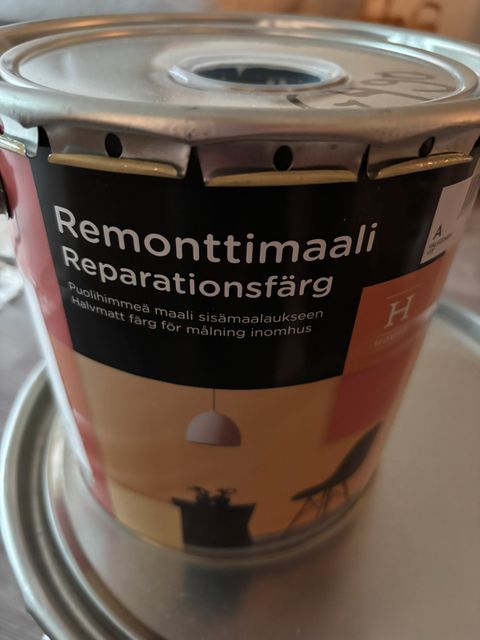 Remonttimaali
Reparationsfärg
Puolihimmeä maali sisämaalaukseen
Halvmatt färg för målning inomhus
A
H